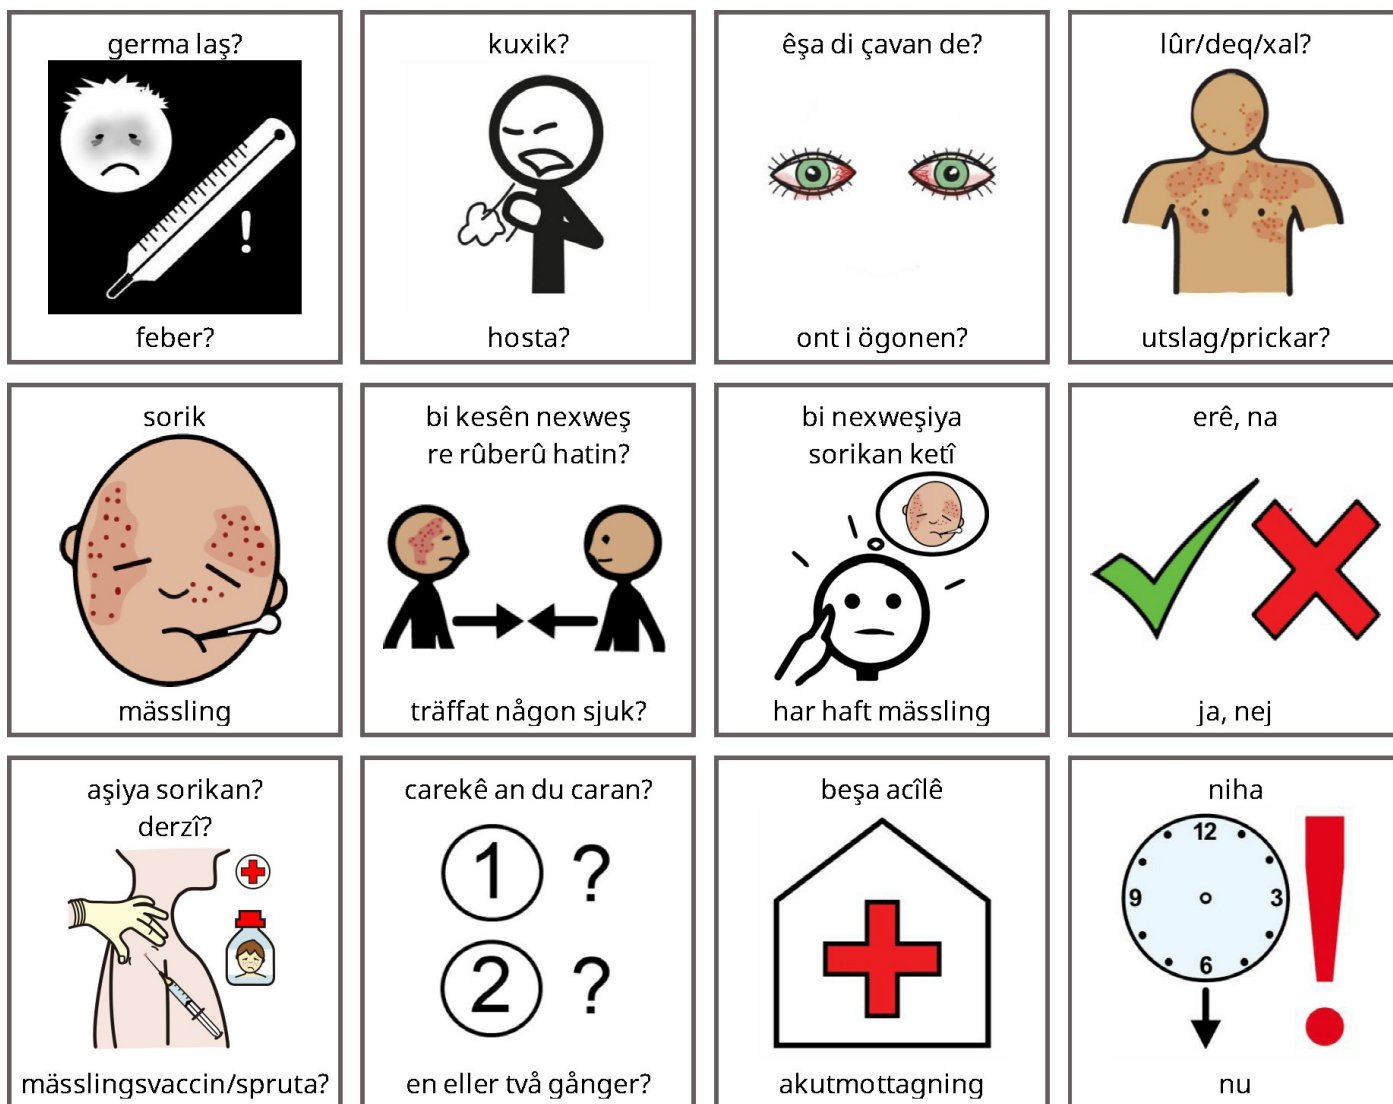 germa laş?
feber?
kuxik?
hosta?
êşa di çavan de?
ont i ögonen?
lûr/deq/xal?
utslag/prickar?
sorik
mässling
bi kesên nexweş
re rûberû hatin?
träffat någon sjuk?
bi nexweşiya
sorikan ketî
har haft mässling
erê, na
ja, nej
aşiya sorikan?
derzî?
mässlingsvaccin/spruta?
carekê an du caran?
1 ?
2 ?
en eller två gånger?
beşa acîlê
akutmottagning
niha
12
9
3
6
nu